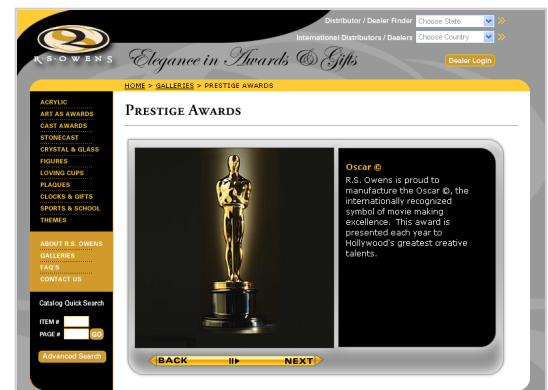 Distributor / Dealer Finder Choose State
International Distributors / Dealers Choose Country
R.S. OWENS
Elegance in Awards & Gifts
Dealer Login
HOME > GALLERIES > PRESTIGE AWARDS
ACRYLIC
ART AS AWARDS
CAST AWARDS
STONECAST
CRYSTAL & GLASS
FIGURES
LOVING CUPS
PLAQUES
CLOCKS & GIFTS
SPORTS & SCHOOL
THEMES
ABOUT R.S. OWENS
GALLERIES
FAQ'S
CONTACT US
Catalog Quick Search
ITEM #
PAGE # GO
Advanced Search
PRESTIGE AWARDS
Oscar ©
R.S. Owens is proud to
manufacture the Oscar ©, the
internationally recognized
symbol of movie making
excellence. This award is
presented each year to
Hollywood's greatest creative
talents.
BACK NEXT